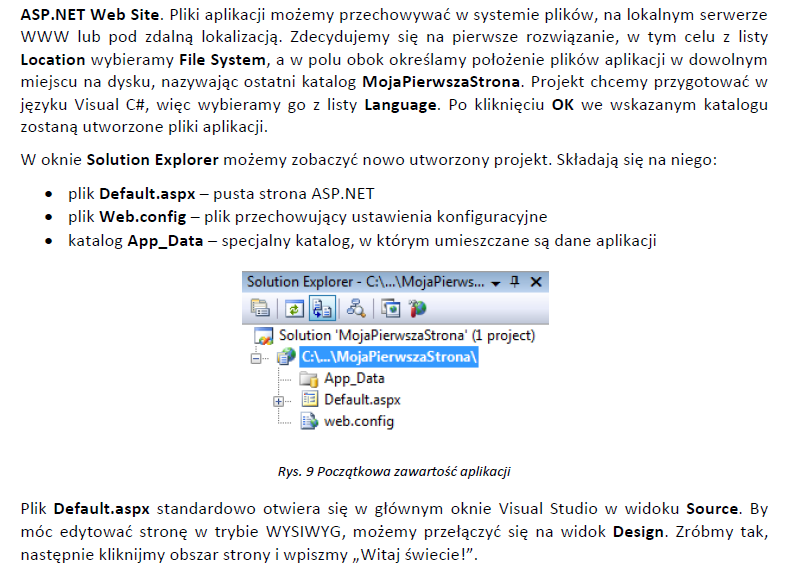 ASP.NET Web Site. Pliki aplikacji możemy przechowywać w systemie plików, na lokalnym serwerze
WWW lub pod zdalną lokalizacją. Zdecydujemy się na pierwsze rozwiązanie, w tym celu z listy
Location wybieramy File System, a w polu obok określamy położenie plików aplikacji w dowolnym
miejscu na dysku, nazywając ostatni katalog MojaPierwszaStrona. Projekt chcemy przygotować w
języku Visual C#, więc wybieramy go z listy Language. Po kliknięciu OK we wskazanym katalogu
zostaną utworzone pliki aplikacji.
W oknie Solution Explorer możemy zobaczyć nowo utworzony projekt. Składają się na niego:
• plik Default.aspx – pusta strona ASP.NET
• plik Web.config – plik przechowujący ustawienia konfiguracyjne
• katalog App_Data – specjalny katalog, w którym umieszczane są dane aplikacji
Solution Explorer - C:\...\MojaPierws...
Solution 'MojaPierwszaStrona' (1 project)
C:\...\MojaPierwszaStrona\
App_Data
Default.aspx
web.config
Rys. 9 Początkowa zawartość aplikacji
Plik Default.aspx standardowo otwiera się w głównym oknie Visual Studio w widoku Source. By
móc edytować stronę w trybie WYSIWYG, możemy przełączyć się na widok Design. Zróbmy tak,
następnie kliknijmy obszar strony i wpiszmy „Witaj świecie!”.